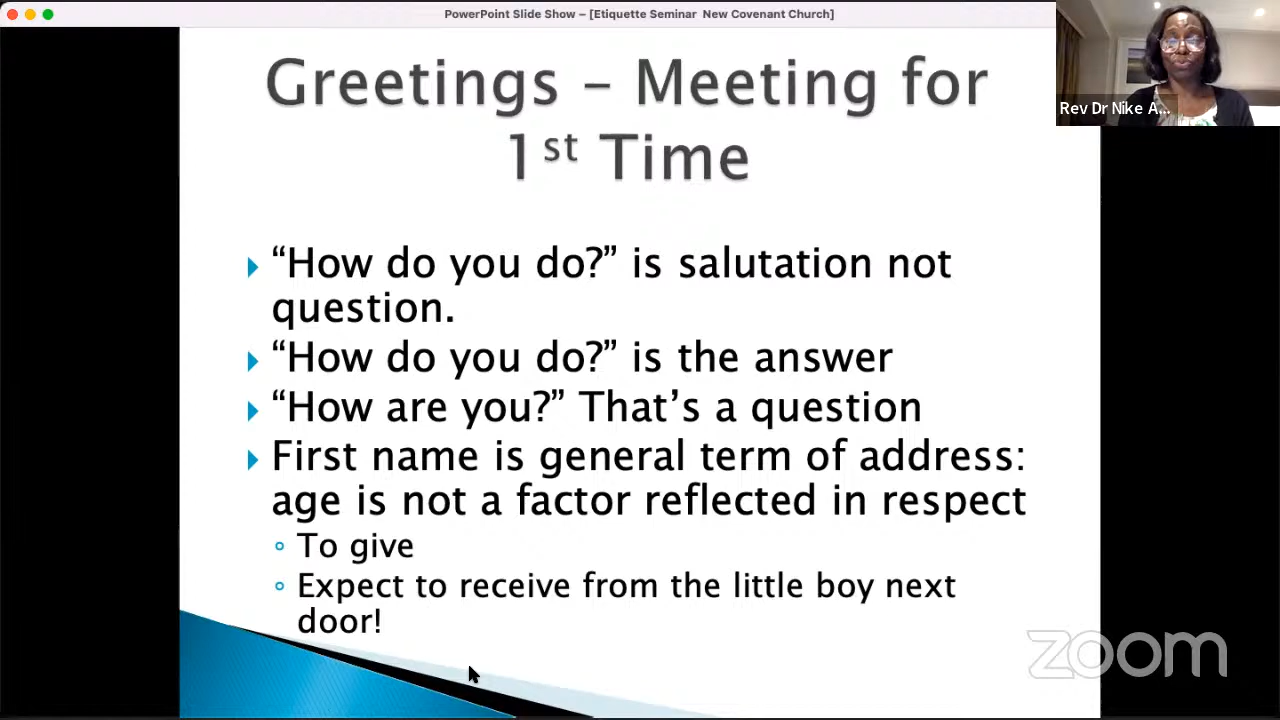 PowerPoint Slide Show – [Etiquette Seminar New Covenant Church]
Greetings – Meeting for
1st Time
“How do you do?” is salutation not
question.
“How do you do?” is the answer
“How are you?” That’s a question
First name is general term of address:
age is not a factor reflected in respect
To give
Expect to receive from the little boy next
door!
Rev Dr Nike A...
zoom